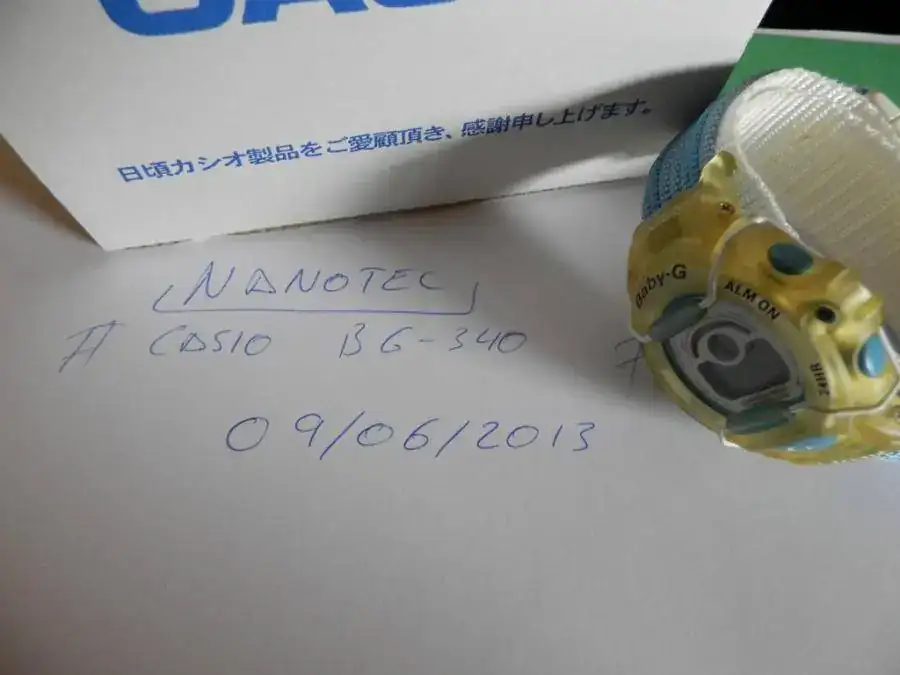 CAS
日頃カシオ製品をご愛顧頂き、感謝申し上げます。
NANOTEC
# CASIO BG-340 #
09/06/2013
Baby-G
ALM ON
24HR